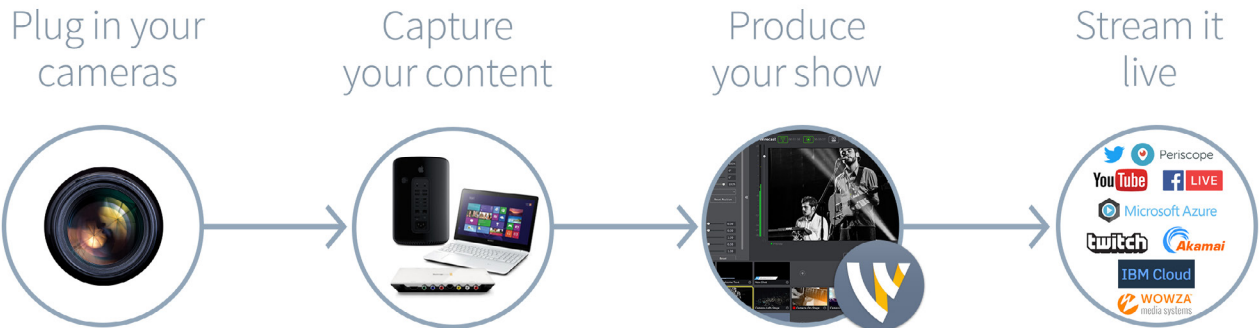 Plug in your
cameras
Capture
your content
Produce
your show
Stream it
live
Periscope
YouTube
f LIVE
Microsoft Azure
twitch
Akamai
IBM Cloud
WOWZA
media systems